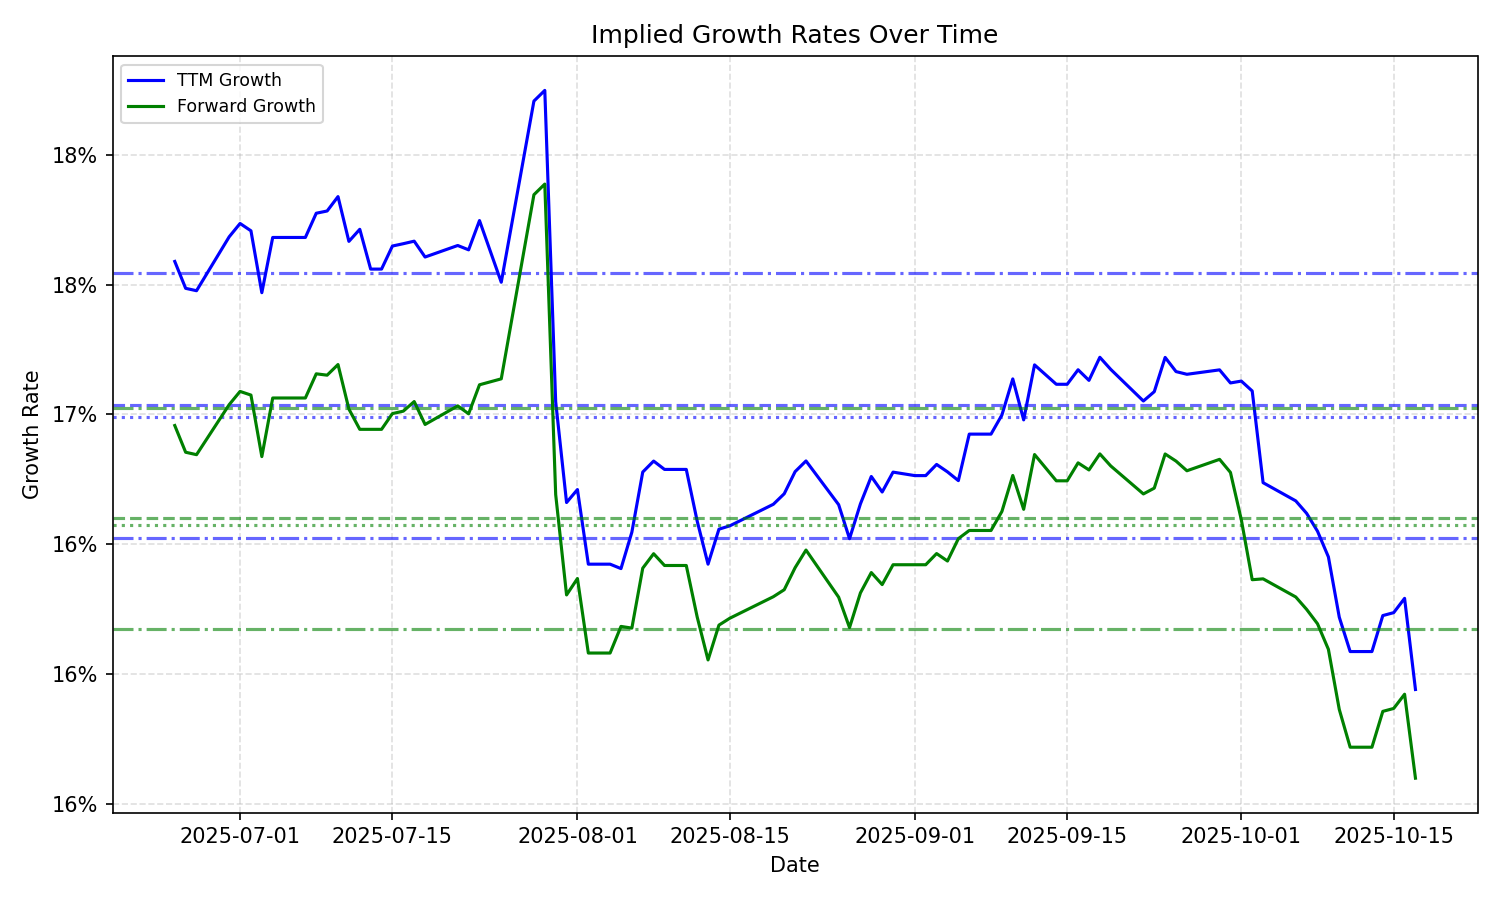 Implied Growth Rates Over Time
TTM Growth
Forward Growth
18%
18%
17%
16%
16%
16%
Growth Rate
2025-07-01
2025-07-15
2025-08-01
2025-08-15
2025-09-01
2025-09-15
2025-10-01
2025-10-15
Date